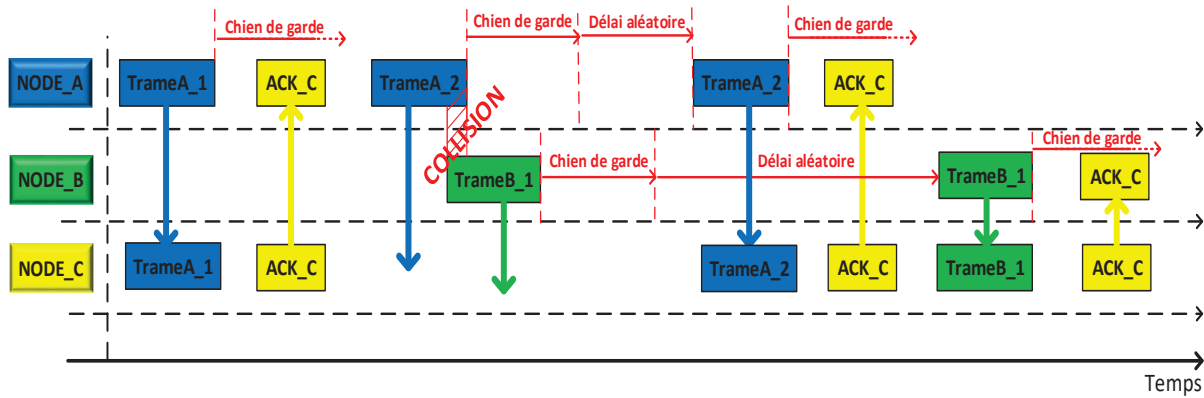 Chien de garde
Chien de garde
Délai aléatoire
Chien de garde
NODE_A
TrameA_1
ACK_C
TrameA_2
TrameA_2
ACK_C
COLLISION
Chien de garde
NODE_B
TrameB_1
Chien de garde
Délai aléatoire
TrameB_1
ACK_C
NODE_C
TrameA_1
ACK_C
TrameA_2
ACK_C
TrameB_1
ACK_C
Temps